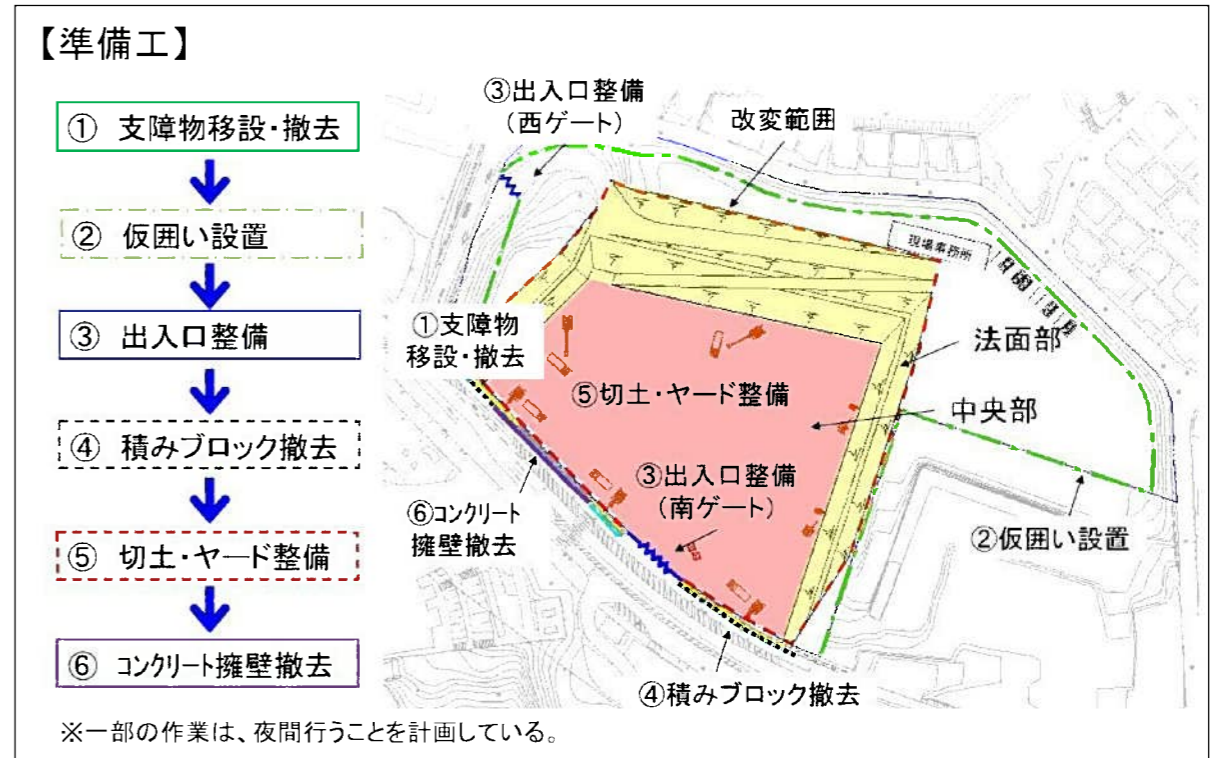 【準備工】
① 支障物移設・撤去
② 仮囲い設置
③ 出入口整備
④ 積みブロック撤去
⑤ 切土・ヤード整備
⑥ コンクリート擁壁撤去
③出入口整備
（西ゲート）
改変範囲
現場事務所
①支障物
移設・撤去
法面部
⑤切土・ヤード整備
中央部
③出入口整備
（南ゲート）
⑥コンクリート
擁壁撤去
②仮囲い設置
④積みブロック撤去
※一部の作業は、夜間行うことを計画している。